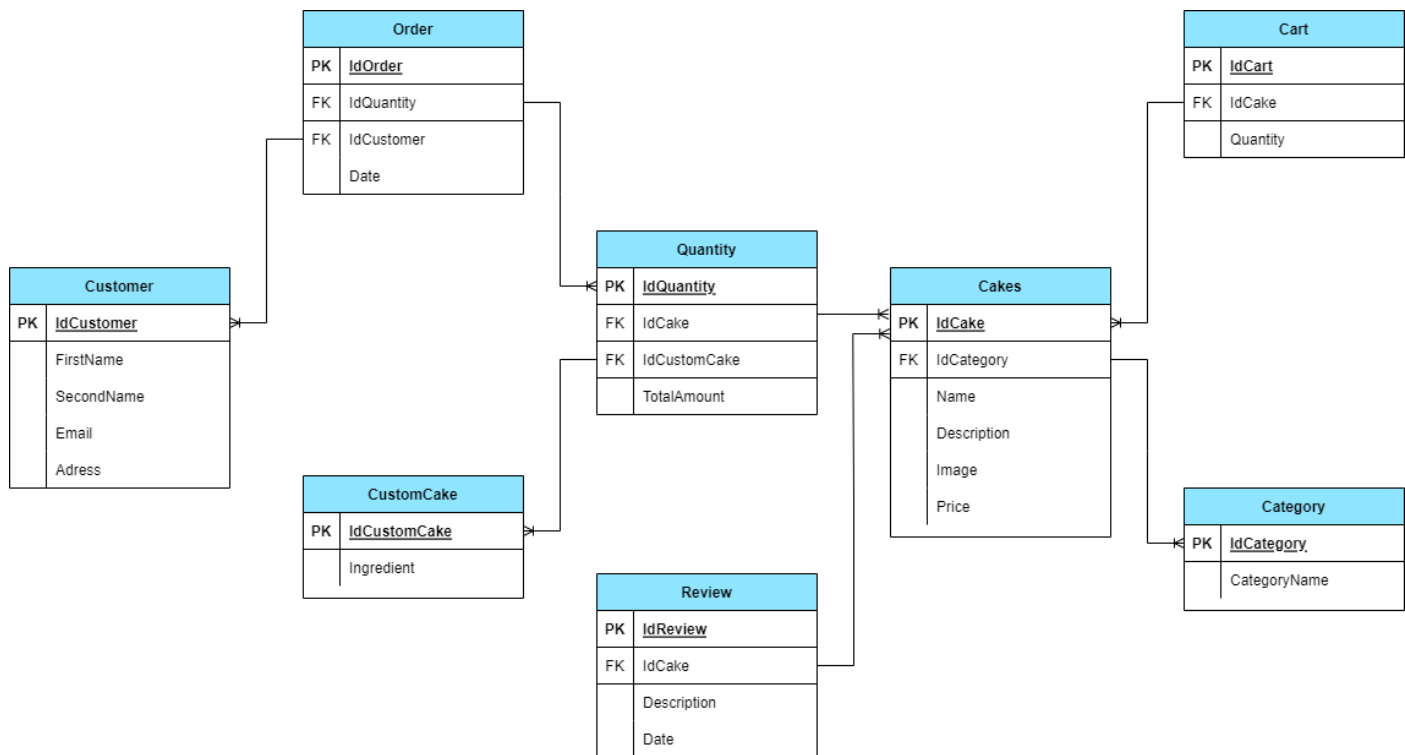 Order
PK IdOrder
FK IdQuantity
FK IdCustomer
Date
Cart
PK IdCart
FK IdCake
Quantity
Customer
PK IdCustomer
FirstName
SecondName
Email
Adress
Quantity
PK IdQuantity
FK IdCake
FK IdCustomCake
TotalAmount
Cakes
PK IdCake
FK IdCategory
Name
Description
Image
Price
CustomCake
PK IdCustomCake
Ingredient
Category
PK IdCategory
CategoryName
Review
PK IdReview
FK IdCake
Description
Date